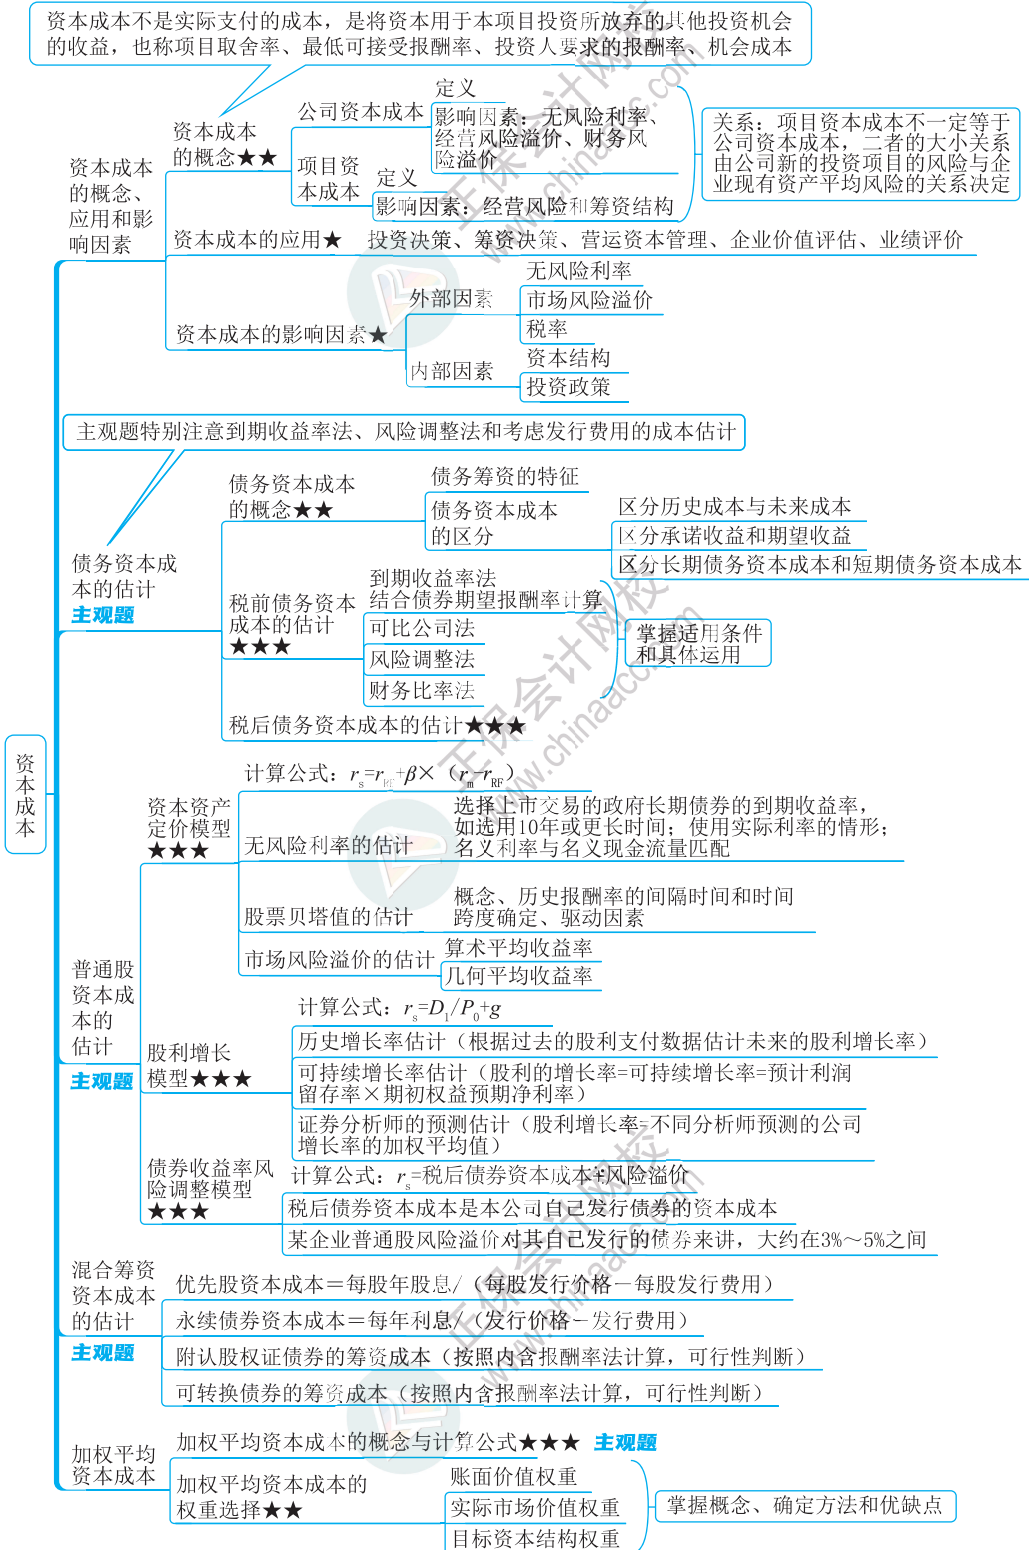 资本成本不是实际支付的成本，是将资本用于本项目投资所放弃的其他投资机会
的收益，也称项目取舍率、最低可接受报酬率、投资人要求的报酬率、机会成本
资本成本
的概念、
应用和影
响因素
资本成本
的概念★★
公司资本成本
定义
影响因素：无风险利率、
经营风险溢价、财务风
险溢价
项目资
本成本
定义
影响因素：经营风险和筹资结构
关系：项目资本成本不一定等于
公司资本成本，二者的大小关系
由公司新的投资项目的风险与企
业现有资产平均风险的关系决定
资本成本的应用★
投资决策、筹资决策、营运资本管理、企业价值评估、业绩评价
资本成本的影响因素★
外部因素
无风险利率
市场风险溢价
税率
内部因素
资本结构
投资政策
主观题特别注意到期收益率法、风险调整法和考虑发行费用的成本估计
债务资本成
本的估计
主观题
债务资本成本
的概念★★
债务筹资的特征
债务资本成本
的区分
区分历史成本与未来成本
区分承诺收益和期望收益
区分长期债务资本成本和短期债务资本成本
税前债务资本
成本的估计
★★★
到期收益率法
结合债券期望报酬率计算
可比公司法
风险调整法
财务比率法
掌握适用条件
和具体运用
税后债务资本成本的估计★★★
资本成本
普通股
资本成
本的
估计
主观题
资本资产
定价模型
★★★
计算公式：rs=rRF+β×（rm-rRF）
无风险利率的估计
选择上市交易的政府长期债券的到期收益率，
如选用10年或更长时间；使用实际利率的情形；
名义利率与名义现金流量匹配
股票贝塔值的估计
概念、历史报酬率的间隔时间和时间
跨度确定、驱动因素
市场风险溢价的估计
算术平均收益率
几何平均收益率
股利增长
模型★★★
计算公式：rs=D1/P0+g
历史增长率估计（根据过去的股利支付数据估计未来的股利增长率）
可持续增长率估计（股利的增长率=可持续增长率=预计利润
留存率×期初权益预期净利率）
证券分析师的预测估计（股利增长率=不同分析师预测的公司
增长率的加权平均值）
债券收益率风
险调整模型
★★★
计算公式：rs=税后债券资本成本+风险溢价
税后债券资本成本是本公司自己发行债券的资本成本
某企业普通股风险溢价对其自己发行的债券来讲，大约在3%～5%之间
混合筹资
资本成本
的估计
主观题
优先股资本成本＝每股年股息/（每股发行价格－每股发行费用）
永续债券资本成本＝每年利息/（发行价格－发行费用）
附认股权证债券的筹资成本（按照内含报酬率法计算，可行性判断）
可转换债券的筹资成本（按照内含报酬率法计算，可行性判断）
加权平均
资本成本
加权平均资本成本的概念与计算公式★★★ 主观题
加权平均资本成本的
权重选择★★
账面价值权重
实际市场价值权重
目标资本结构权重
掌握概念、确定方法和优缺点
正保会计网校
www.chinaacc.com
正保会计网校
www.chinaacc.com
正保会计网校
www.chinaacc.com